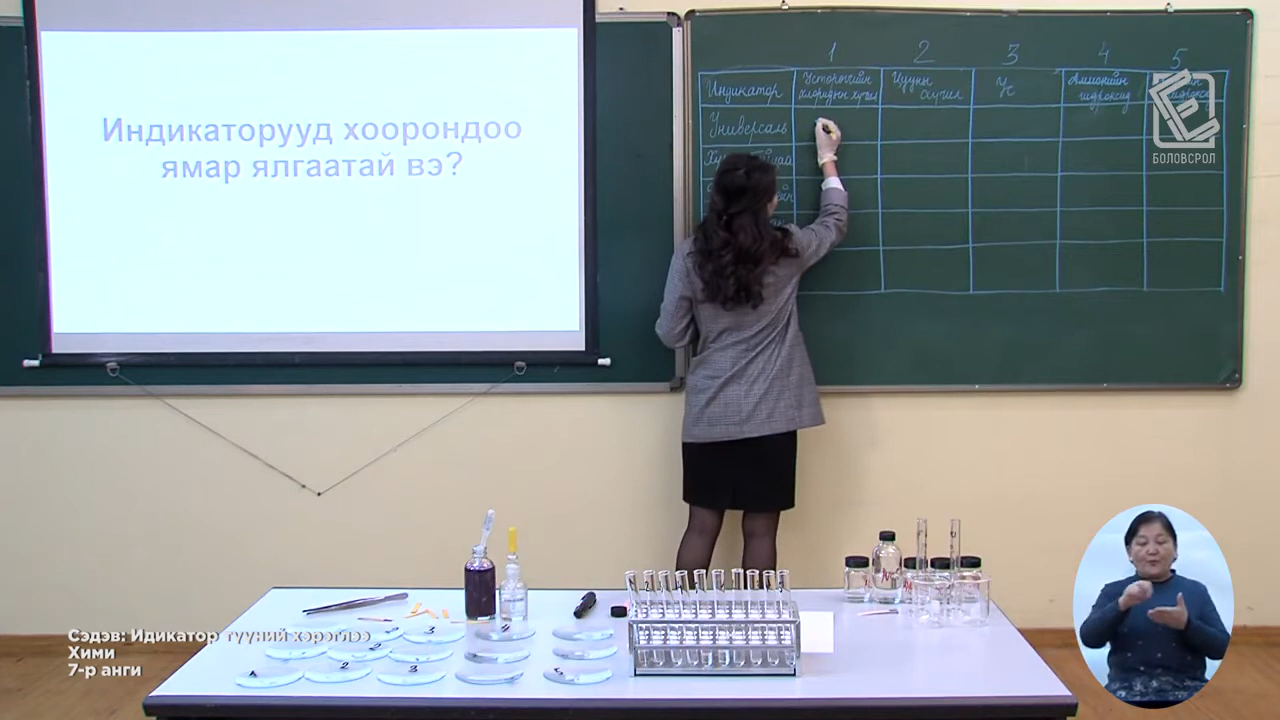 Индикаторууд хоорондоо
ямар ялгаатай вэ?
1 2 3 4 5
Индикатор
Устөрөгчийн
хлоридын хүчил
Цууны
хүчил
Ус
Аммонийн
гидроксид
Универсаль
БОЛОВСРОЛ
Сэдэв: Идикатор түүний хэрэглээ
Хими
7-р анги